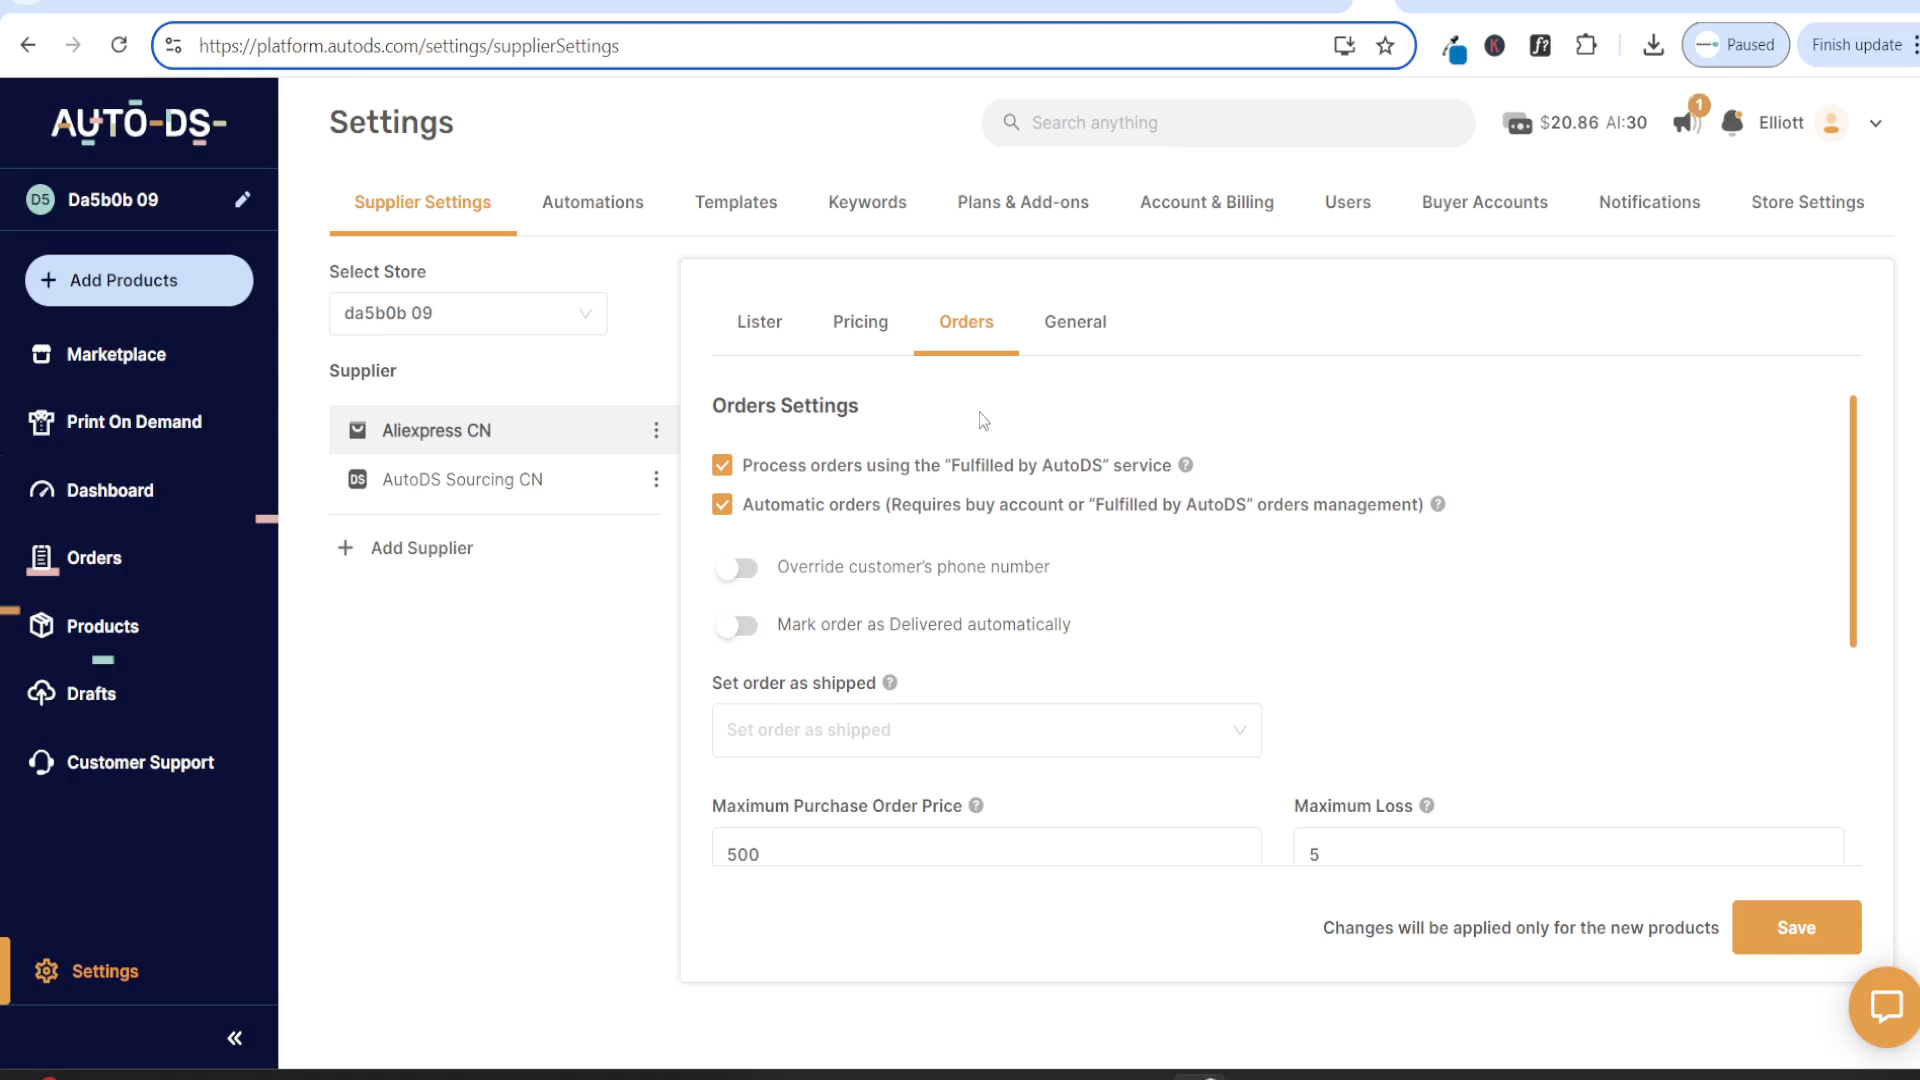 https://platform.autods.com/settings/supplierSettings
Paused
Finish update
AUTO-DS-
Settings
Search anything
$20.86 AI:30
1
Elliott
D5
Da5b0b 09
Supplier Settings
Automations
Templates
Keywords
Plans & Add-ons
Account & Billing
Users
Buyer Accounts
Notifications
Store Settings
Add Products
Marketplace
Print On Demand
Dashboard
Orders
Products
Drafts
Customer Support
Settings
Select Store
da5b0b 09
Supplier
Aliexpress CN
DS AutoDS Sourcing CN
Add Supplier
Lister
Pricing
Orders
General
Orders Settings
Process orders using the “Fulfilled by AutoDS” service
Automatic orders (Requires buy account or “Fulfilled by AutoDS” orders management)
Override customer’s phone number
Mark order as Delivered automatically
Set order as shipped
Set order as shipped
Maximum Purchase Order Price
Maximum Loss
500
5
Changes will be applied only for the new products
Save